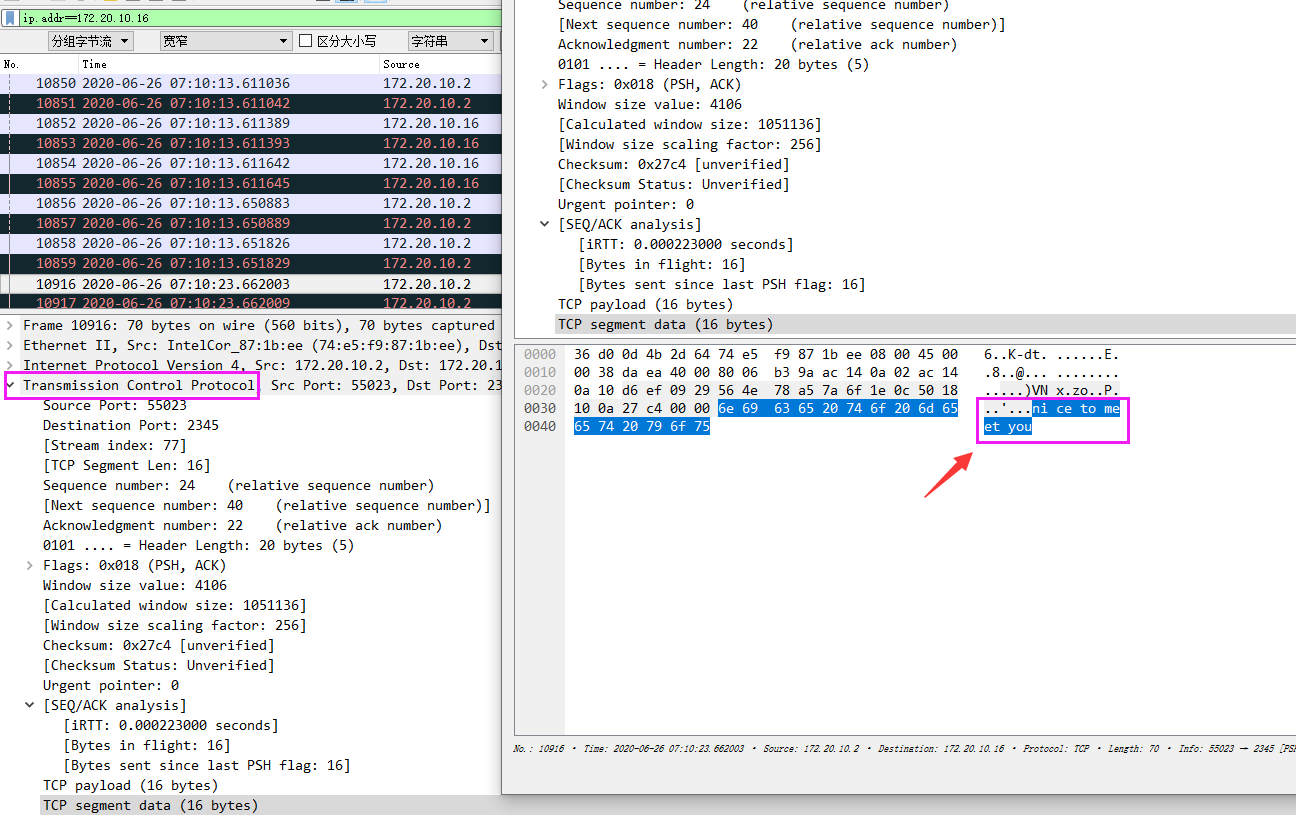 ip.addr==172.20.10.16
分组字节流 宽窄 区分大小写 字符串
No. Time Source
10850 2020-06-26 07:10:13.611036 172.20.10.2
10851 2020-06-26 07:10:13.611042 172.20.10.2
10852 2020-06-26 07:10:13.611389 172.20.10.16
10853 2020-06-26 07:10:13.611393 172.20.10.16
10854 2020-06-26 07:10:13.611642 172.20.10.16
10855 2020-06-26 07:10:13.611645 172.20.10.16
10856 2020-06-26 07:10:13.650883 172.20.10.2
10857 2020-06-26 07:10:13.650889 172.20.10.2
10858 2020-06-26 07:10:13.651826 172.20.10.2
10859 2020-06-26 07:10:13.651829 172.20.10.2
10916 2020-06-26 07:10:23.662003 172.20.10.2
10917 2020-06-26 07:10:23.662009 172.20.10.2
Frame 10916: 70 bytes on wire (560 bits), 70 bytes captured
Ethernet II, Src: IntelCor_87:1b:ee (74:e5:f9:87:1b:ee), Dst
Internet Protocol Version 4, Src: 172.20.10.2, Dst: 172.20.1
Transmission Control Protocol, Src Port: 55023, Dst Port: 23
Source Port: 55023
Destination Port: 2345
[Stream index: 77]
[TCP Segment Len: 16]
Sequence number: 24 (relative sequence number)
[Next sequence number: 40 (relative sequence number)]
Acknowledgment number: 22 (relative ack number)
0101 .... = Header Length: 20 bytes (5)
Flags: 0x018 (PSH, ACK)
Window size value: 4106
[Calculated window size: 1051136]
[Window size scaling factor: 256]
Checksum: 0x27c4 [unverified]
[Checksum Status: Unverified]
Urgent pointer: 0
[SEQ/ACK analysis]
[iRTT: 0.000223000 seconds]
[Bytes in flight: 16]
[Bytes sent since last PSH flag: 16]
TCP payload (16 bytes)
TCP segment data (16 bytes)
Sequence number: 24 (relative sequence number)
[Next sequence number: 40 (relative sequence number)]
Acknowledgment number: 22 (relative ack number)
0101 .... = Header Length: 20 bytes (5)
Flags: 0x018 (PSH, ACK)
Window size value: 4106
[Calculated window size: 1051136]
[Window size scaling factor: 256]
Checksum: 0x27c4 [unverified]
[Checksum Status: Unverified]
Urgent pointer: 0
[SEQ/ACK analysis]
[iRTT: 0.000223000 seconds]
[Bytes in flight: 16]
[Bytes sent since last PSH flag: 16]
TCP payload (16 bytes)
TCP segment data (16 bytes)
0000 36 d0 0d 4b 2d 64 74 e5 f9 87 1b ee 08 00 45 00 6..K-dt. ......E.
0010 00 38 da ea 40 00 80 06 b3 9a ac 14 0a 02 ac 14 .8..@... ........
0020 0a 10 d6 ef 09 29 56 4e 78 a5 7a 6f 1e 0c 50 18 .....)VN x.zo..P.
0030 10 0a 27 c4 00 00 6e 69 63 65 20 74 6f 20 6d 65 ..'...ni ce to me
0040 65 74 20 79 6f 75 et you
No.: 10916 · Time: 2020-06-26 07:10:23.662003 · Source: 172.20.10.2 · Destination: 172.20.10.16 · Protocol: TCP · Length: 70 · Info: 55023 → 2345 [PSH